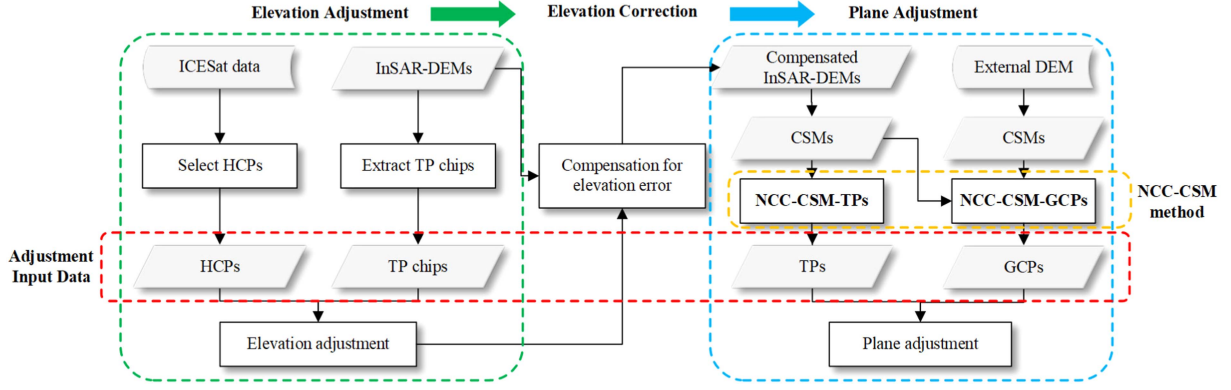 Elevation Adjustment
Elevation Correction
Plane Adjustment
ICESat data
InSAR-DEMs
Compensated
InSAR-DEMs
External DEM
CSMs
CSMs
Select HCPs
Extract TP chips
Compensation for
elevation error
NCC-CSM-TPs
NCC-CSM-GCPs
NCC-CSM
method
Adjustment
Input Data
HCPs
TP chips
TPs
GCPs
Elevation adjustment
Plane adjustment